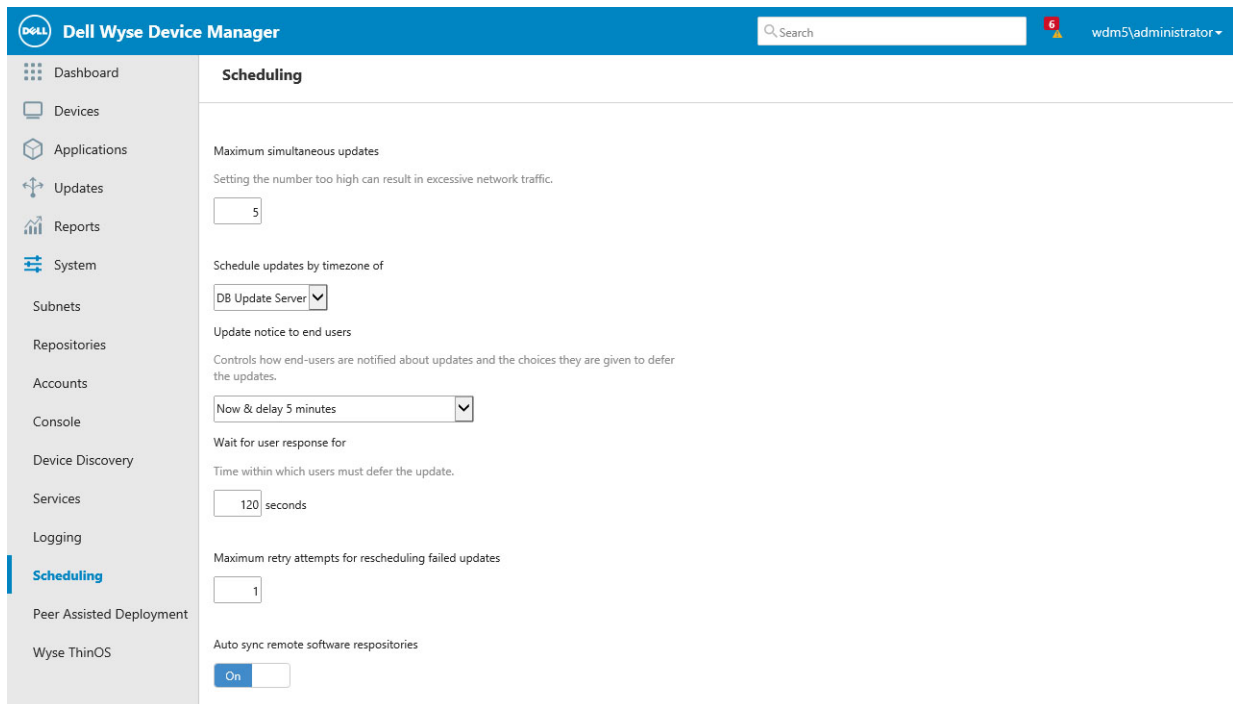 DELL
Dell Wyse Device Manager
Search
6
wdm5\administrator
Dashboard
Devices
Applications
Updates
Reports
System
Subnets
Repositories
Accounts
Console
Device Discovery
Services
Logging
Scheduling
Peer Assisted Deployment
Wyse ThinOS
Scheduling
Maximum simultaneous updates
Setting the number too high can result in excessive network traffic.
5
Schedule updates by timezone of
DB Update Server
Update notice to end users
Controls how end-users are notified about updates and the choices they are given to defer
the updates.
Now & delay 5 minutes
Wait for user response for
Time within which users must defer the update.
120 seconds
Maximum retry attempts for rescheduling failed updates
1
Auto sync remote software respositories
On